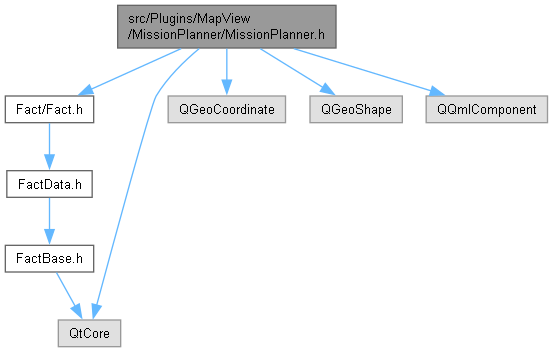 src/Plugins/MapView
/MissionPlanner/MissionPlanner.h
Fact/Fact.h
QGeoCoordinate
QGeoShape
QQmlComponent
FactData.h
FactBase.h
QtCore